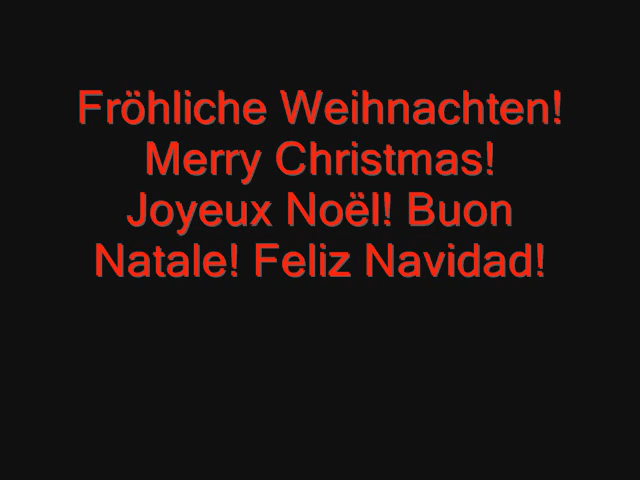 Fröhliche Weihnachten!
Merry Christmas!
Joyeux Noël! Buon
Natale! Feliz Navidad!